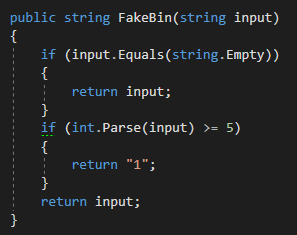 public string FakeBin(string input)
{
if (input.Equals(string.Empty))
{
return input;
}
if (int.Parse(input) >= 5)
{
return "1";
}
return input;
}